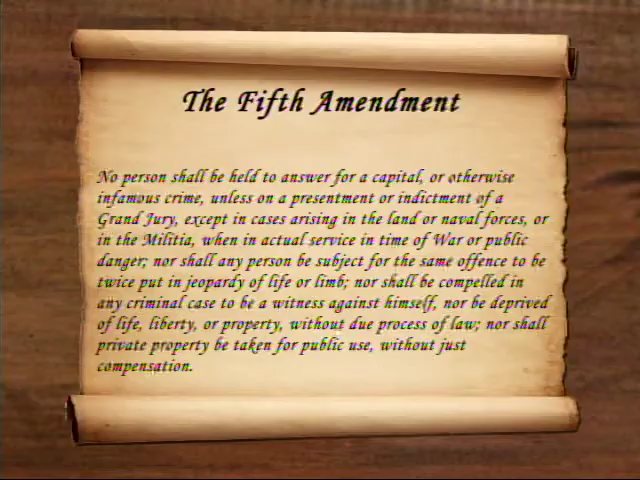 The Fifth Amendment
No person shall be held to answer for a capital, or otherwise
infamous crime, unless on a presentment or indictment of a
Grand Jury, except in cases arising in the land or naval forces, or
in the Militia, when in actual service in time of War or public
danger; nor shall any person be subject for the same offence to be
twice put in jeopardy of life or limb; nor shall be compelled in
any criminal case to be a witness against himself, nor be deprived
of life, liberty, or property, without due process of law; nor shall
private property be taken for public use, without just
compensation.